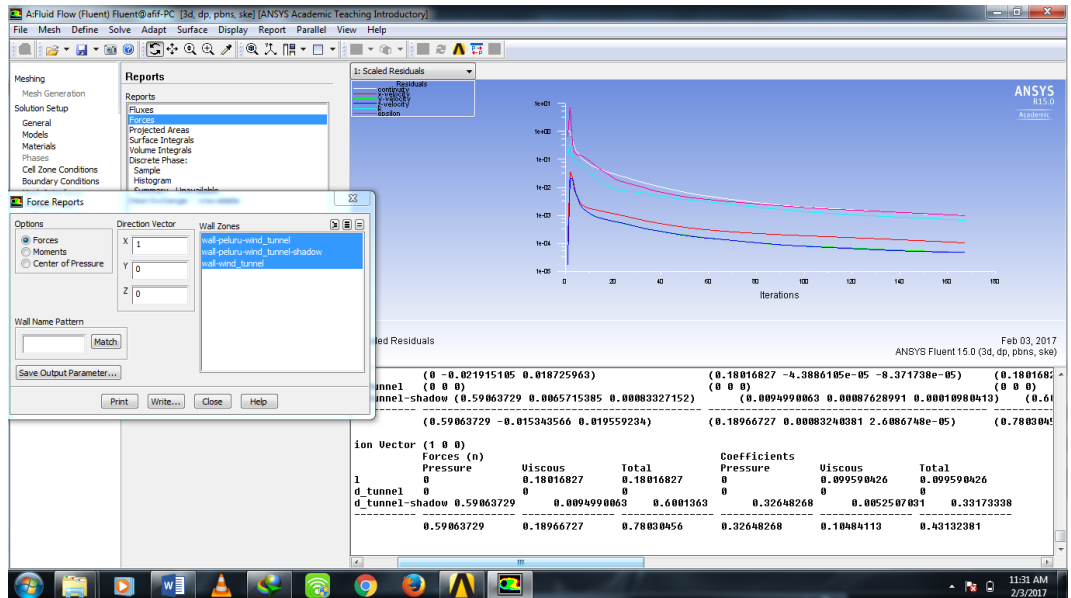 A:Fluid Flow (Fluent) Fluent@afif-PC [3d, dp, pbns, ske] [ANSYS Academic Teaching Introductory]
File Mesh Define Solve Adapt Surface Display Report Parallel View Help
Meshing
Mesh Generation
Solution Setup
General
Models
Materials
Phases
Cell Zone Conditions
Boundary Conditions
Reports
Reports
Fluxes
Forces
Projected Areas
Surface Integrals
Volume Integrals
Discrete Phase:
Sample
Histogram
Summary - Unavailable
1: Scaled Residuals
Residuals
continuity
x-velocity
y-velocity
z-velocity
k
epsilon
ANSYS
R15.0
Academic
1e+01
1e+00
1e-01
1e-02
1e-03
1e-04
1e-05
0 20 40 60 80 100 120 140 160 180
Iterations
Force Reports
Options
Forces
Moments
Center of Pressure
Direction Vector
X 1
Y 0
Z 0
Wall Zones
wall-peluru-wind_tunnel
wall-peluru-wind_tunnel-shadow
wall-wind_tunnel
Wall Name Pattern
Match
Save Output Parameter...
Print Write... Close Help
led Residuals
Feb 03, 2017
ANSYS Fluent 15.0 (3d, dp, pbns, ske)
(0 -0.021915105 0.018725963) (0.18016827 -4.3886105e-05 -8.371738e-05) (0.1801682
unnel (0 0 0) (0 0 0) (0 0 0)
unnel-shadow (0.59063729 0.0065715385 0.00083327152) (0.0094990063 0.00087628991 0.00010980413) (0.6
(0.59063729 -0.015343566 0.019559234) (0.18966727 0.00083240381 2.6086748e-05) (0.780304
ion Vector (1 0 0)
Forces (n) Coefficients
Pressure Viscous Total Pressure Viscous Total
l 0 0.18016827 0.18016827 0 0.099590426 0.099590426
d_tunnel 0 0 0 0 0 0
d_tunnel-shadow 0.59063729 0.0094990063 0.6001363 0.32648268 0.0052507031 0.33173338
0.59063729 0.18966727 0.78030456 0.32648268 0.10484113 0.43132381
11:31 AM
2/3/2017